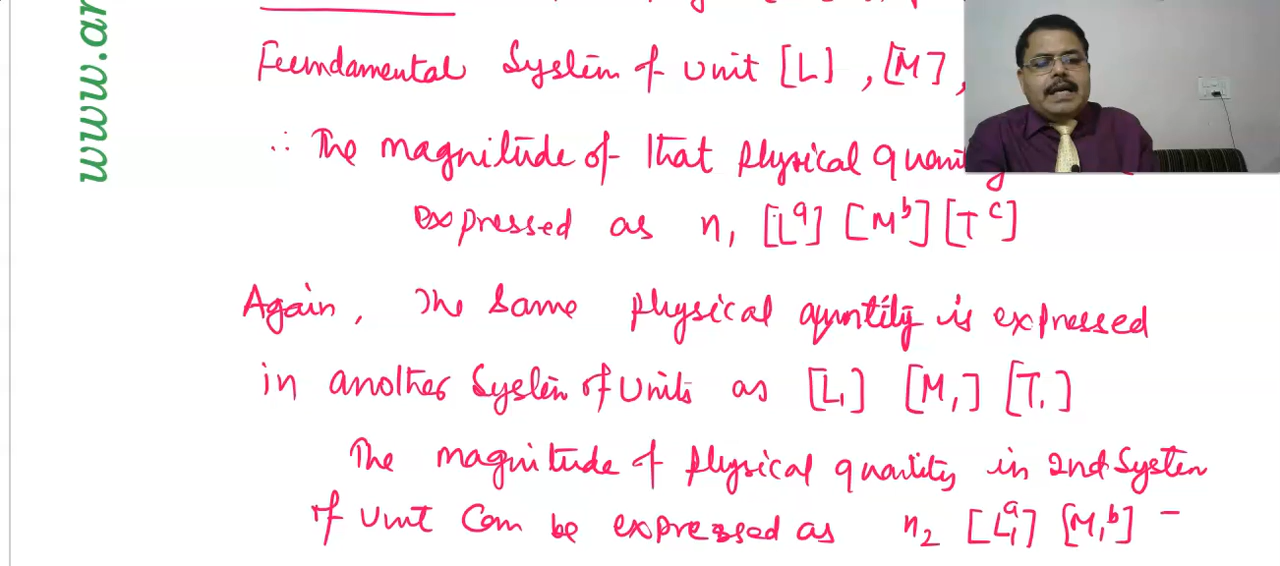 www.ar
Feumdamental System of unit [L] , [M] ,
∴ The magnitude of that physical quantity
expressed as n₁ [Lᵃ] [Mᵇ] [Tᶜ]
Again , The same physical quantity is expressed
in another System of Units as [L₁] [M₁] [T₁]
The magnitude of physical quantity in 2nd System
of Unit Can be expressed as n₂ [L₁ᵃ] [M₁ᵇ] –